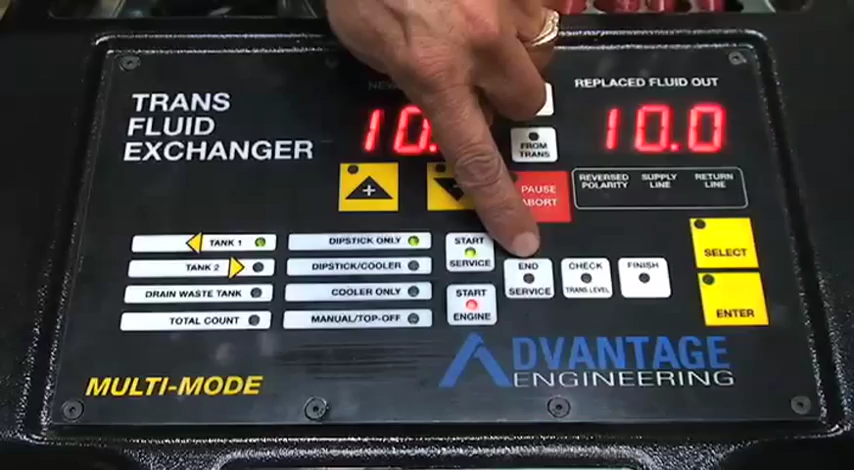 REPLACED FLUID OUT
TRANS
FLUID
EXCHANGER
10.
10.0
FROM
TRANS
+
PAUSE
ABORT
REVERSED
POLARITY
SUPPLY
LINE
RETURN
LINE
TANK 1
DIPSTICK ONLY
START
SERVICE
SELECT
TANK 2
DIPSTICK/COOLER
END
SERVICE
CHECK
TRANS LEVEL
FINISH
DRAIN WASTE TANK
COOLER ONLY
START
ENGINE
ENTER
TOTAL COUNT
MANUAL/TOP-OFF
ADVANTAGE
ENGINEERING
MULTI-MODE